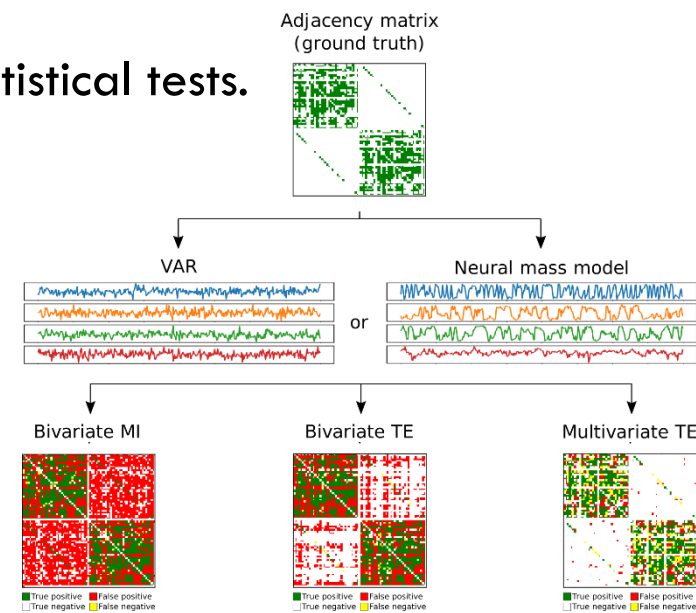 Adjacency matrix
(ground truth)
tistical tests.
VAR
Neural mass model
or
Bivariate MI
Bivariate TE
Multivariate TE
True positive False positive
True negative False negative
True positive False positive
True negative False negative
True positive False positive
True negative False negative